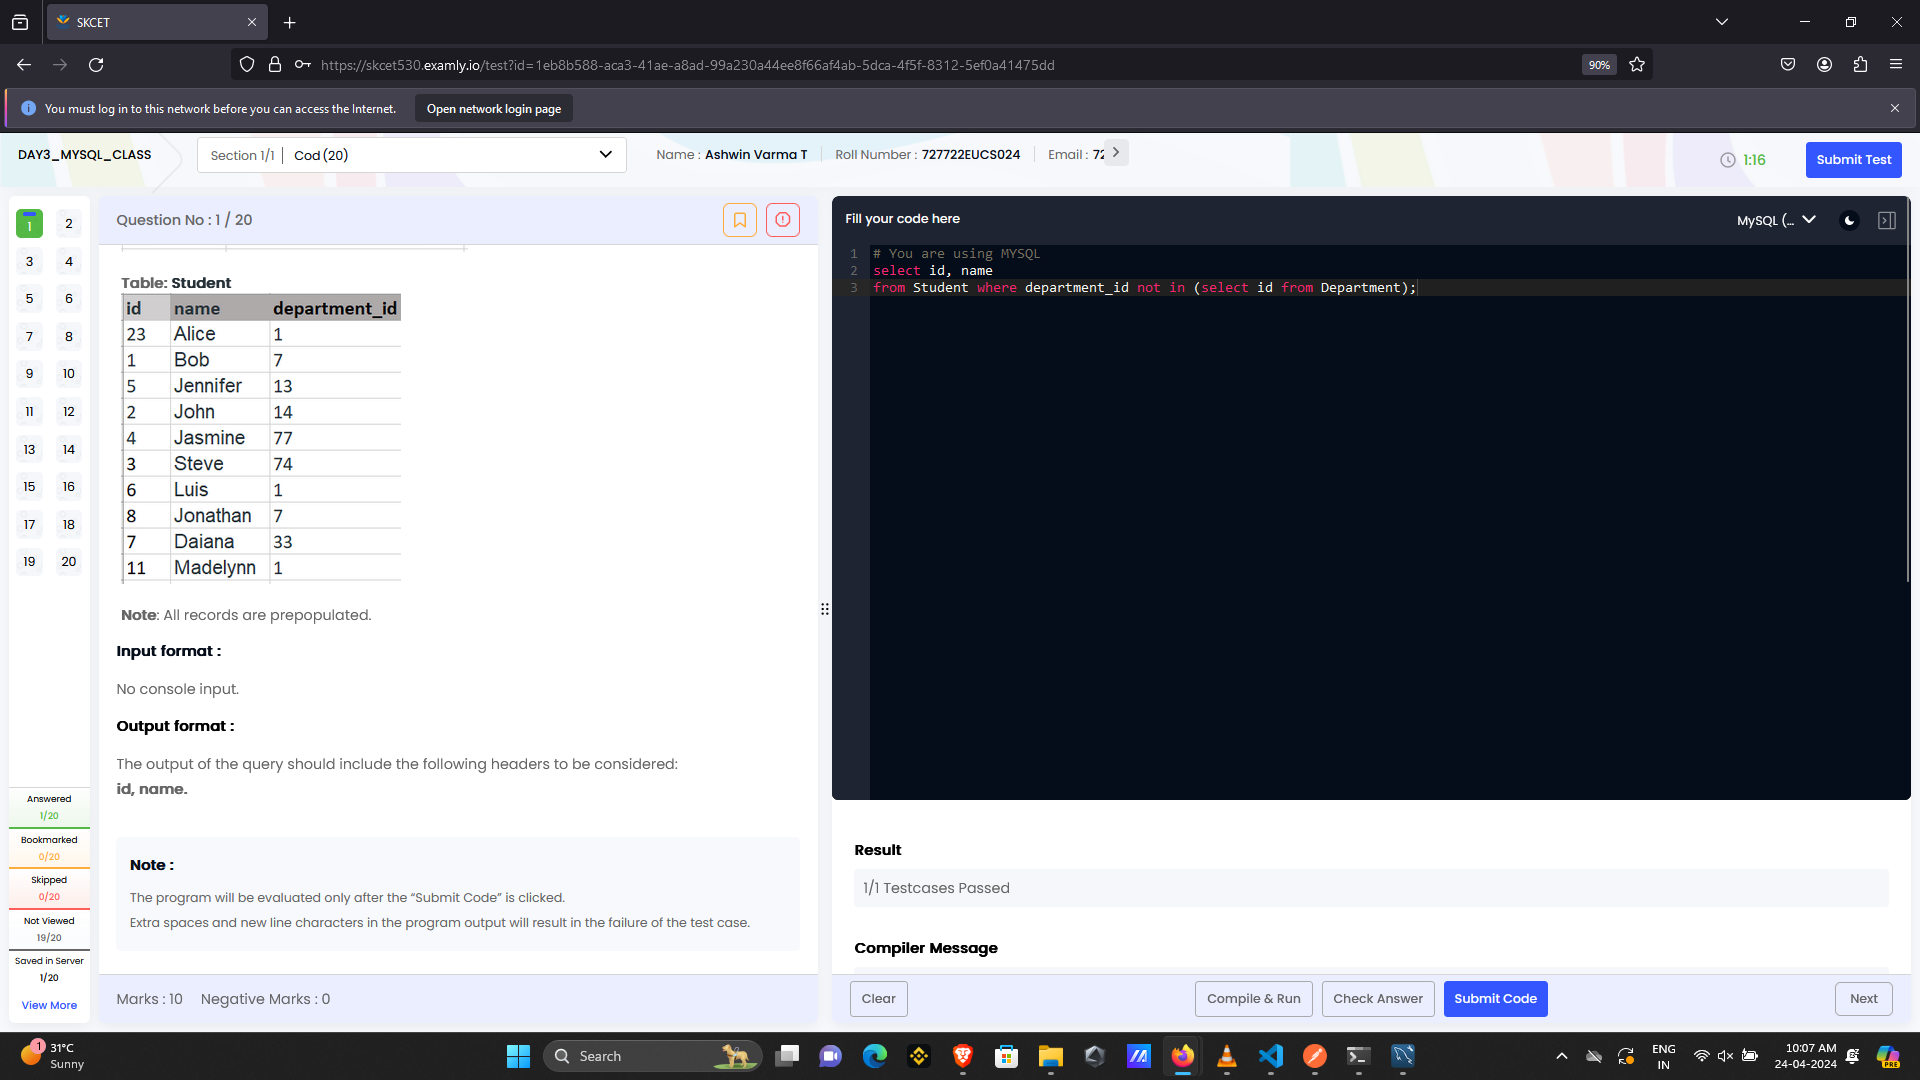 SKCET
https://skcet530.examly.io/test?id=1eb8b588-aca3-41ae-a8ad-99a230a44ee8f66af4ab-5dca-4f5f-8312-5ef0a41475dd
90%
You must log in to this network before you can access the Internet.
Open network login page
DAY3_MYSQL_CLASS
Section 1/1 | Cod (20)
Name : Ashwin Varma T
Roll Number : 727722EUCS024
Email : 72
1:16
Submit Test
1 2
3 4
5 6
7 8
9 10
11 12
13 14
15 16
17 18
19 20
Answered
1/20
Bookmarked
0/20
Skipped
0/20
Not Viewed
19/20
Saved in Server
1/20
View More
Question No : 1 / 20
Table: Student
id name department_id
23 Alice 1
1 Bob 7
5 Jennifer 13
2 John 14
4 Jasmine 77
3 Steve 74
6 Luis 1
8 Jonathan 7
7 Daiana 33
11 Madelynn 1
Note: All records are prepopulated.
Input format :
No console input.
Output format :
The output of the query should include the following headers to be considered:
id, name.
Note :
The program will be evaluated only after the “Submit Code” is clicked.
Extra spaces and new line characters in the program output will result in the failure of the test case.
Marks : 10 Negative Marks : 0
Fill your code here
MySQL (...
1 # You are using MYSQL
2 select id, name
3 from Student where department_id not in (select id from Department);
Result
1/1 Testcases Passed
Compiler Message
Clear
Compile & Run
Check Answer
Submit Code
Next
1
31°C
Sunny
Search
ENG
IN
10:07 AM
24-04-2024
PRE